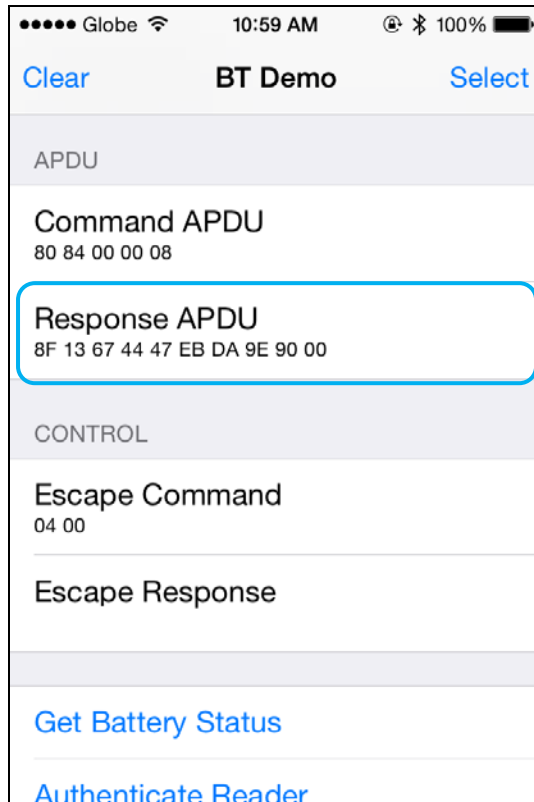 Globe 10:59 AM 100%
Clear BT Demo Select
APDU
Command APDU
80 84 00 00 08
Response APDU
8F 13 67 44 47 EB DA 9E 90 00
CONTROL
Escape Command
04 00
Escape Response
Get Battery Status
Authenticate Reader